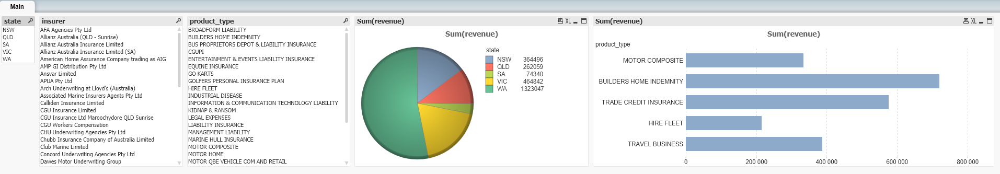 Main
state
NSW
QLD
SA
VIC
WA
insurer
AFA Agencies Pty Ltd
Allianz Australia (QLD - Sunrise)
Allianz Australia Insurance Limited
Allianz Australia Insurance Limited (SA)
American Home Assurance Company trading as AIG
AMP GI Distribution Pty Ltd
Ansvar Limited
APUA Pty Ltd
Arch Underwriting at Lloyd's (Australia)
Associated Marine Insurers Agents Pty Ltd
Calliden Insurance Limited
CGU Insurance Limited
CGU Insurance Ltd Maroochydore QLD Sunrise
CGU Workers Compensation
CHU Underwriting Agencies Pty Ltd
Chubb Insurance Company of Australia Limited
Club Marine Limited
Concord Underwriting Agencies Pty Ltd
Dawes Motor Underwriting Group
product_type
BROADFORM LIABILITY
BUILDERS HOME INDEMNITY
BUS PROPRIETORS DEPOT & LIABILITY INSURANCE
CGUPI
ENTERTAINMENT & EVENTS LIABILITY INSURANCE
EQUINE INSURANCE
GO KARTS
GOLFERS PERSONAL INSURANCE PLAN
HIRE FLEET
INDUSTRIAL DISEASE
INFORMATION & COMMUNICATION TECHNOLOGY LIABILITY
KIDNAP & RANSOM
LEGAL EXPENSES
LIABILITY INSURANCE
MANAGEMENT LIABILITY
MARINE HULL INSURANCE
MOTOR COMPOSITE
MOTOR HOME
MOTOR QBE VEHICLE COM AND RETAIL
Sum(revenue)
XL
Sum(revenue)
state
NSW 364496
QLD 262059
SA 74340
VIC 464842
WA 1323047
Sum(revenue)
XL
Sum(revenue)
product_type
MOTOR COMPOSITE
BUILDERS HOME INDEMNITY
TRADE CREDIT INSURANCE
HIRE FLEET
TRAVEL BUSINESS
0 200 000 400 000 600 000 800 000